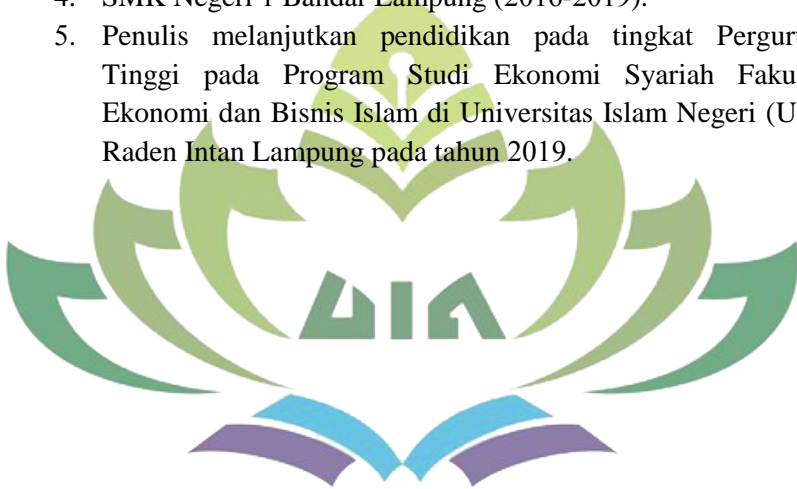 4. SMK Negeri 1 Bandar Lampung (2016-2019).
5. Penulis melanjutkan pendidikan pada tingkat Pergur
Tinggi pada Program Studi Ekonomi Syariah Faku
Ekonomi dan Bisnis Islam di Universitas Islam Negeri (U
Raden Intan Lampung pada tahun 2019.
UIN